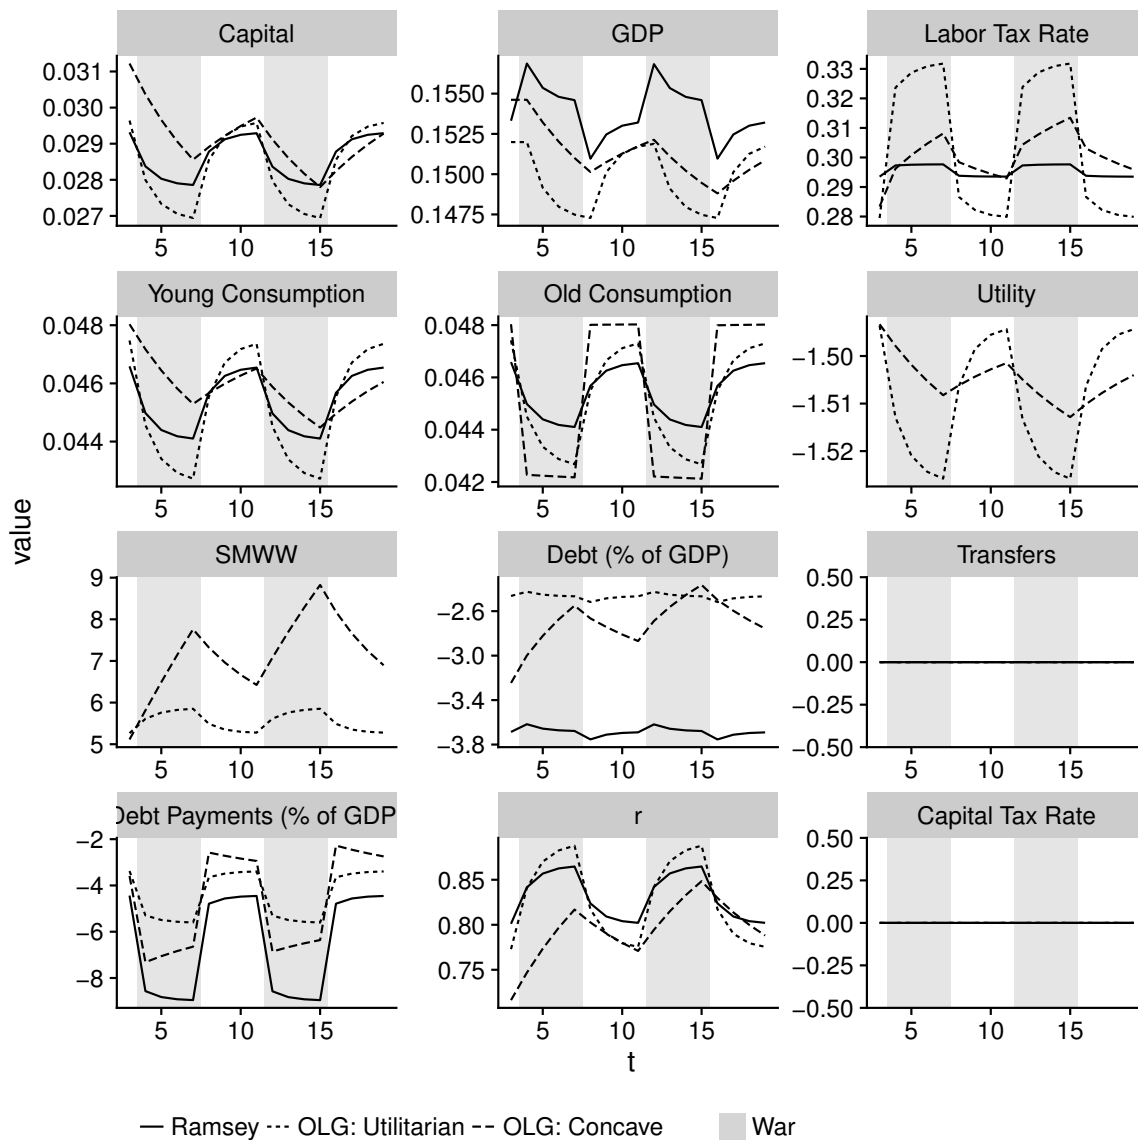 Capital GDP Labor Tax Rate
0.031 0.1550 0.33
0.030 0.32
0.029 0.1525 0.31
0.028 0.1500 0.30
0.027 0.1475 0.29
0.28
5 10 15 5 10 15 5 10 15
Young Consumption Old Consumption Utility
0.048 0.048 −1.50
0.046 0.046 −1.51
0.044 0.044 −1.52
0.042
5 10 15 5 10 15 5 10 15
value
SMWW Debt (% of GDP) Transfers
9 −2.6 0.50
8 −3.0 0.25
7 −3.4 0.00
6 −3.8 −0.25
5 −0.50
5 10 15 5 10 15 5 10 15
Debt Payments (% of GDP r Capital Tax Rate
−2 0.85 0.50
−4 0.80 0.25
−6 0.75 0.00
−8 −0.25
−0.50
5 10 15 5 10 15 5 10 15
t
Ramsey OLG: Utilitarian OLG: Concave War